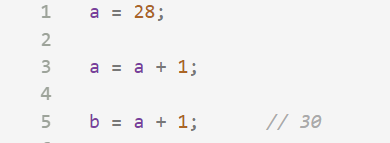 1 a = 28;
2
3 a = a + 1;
4
5 b = a + 1; // 30